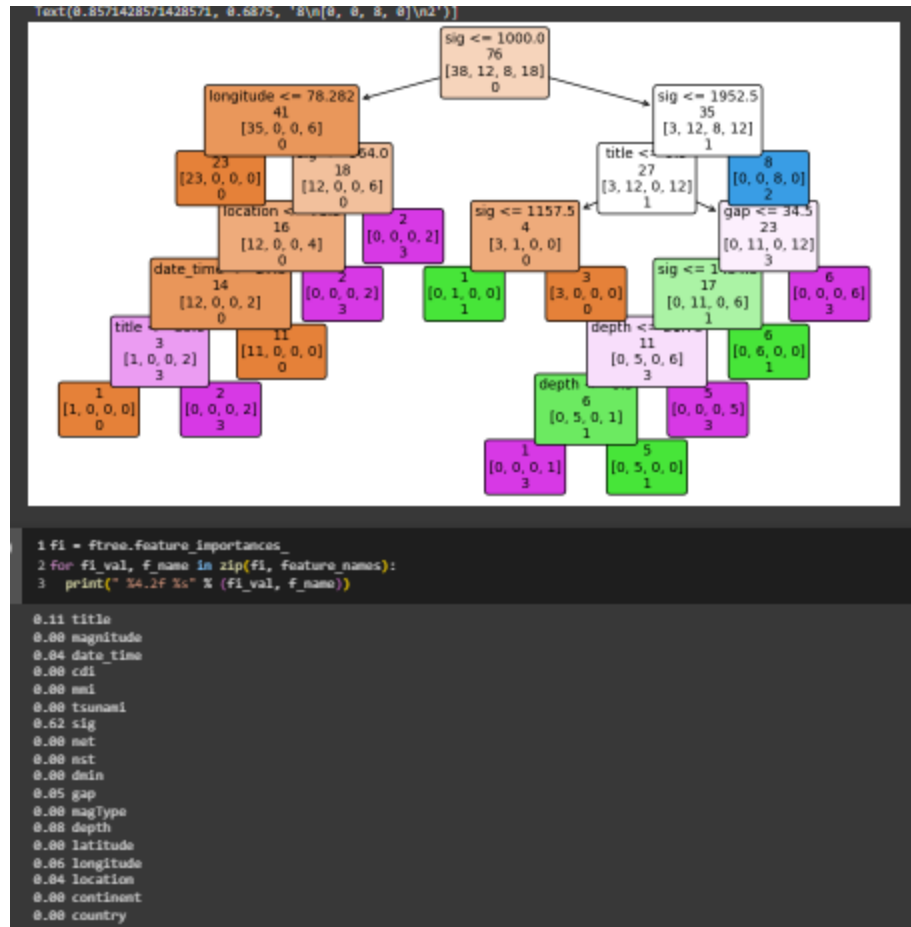 Text(0.8571428571428571, 0.6875, '8\n[0, 0, 8, 0]\n2')]
sig <= 1000.0
76
[38, 12, 8, 18]
0
longitude <= 78.282
41
[35, 0, 0, 6]
0
sig <= 1952.5
35
[3, 12, 8, 12]
1
23
[23, 0, 0, 0]
0
64.0
18
[12, 0, 0, 6]
0
title <=
27
[3, 12, 0, 12]
1
8
[0, 0, 8, 0]
2
location <
16
[12, 0, 0, 4]
0
2
[0, 0, 0, 2]
3
sig <= 1157.5
4
[3, 1, 0, 0]
0
gap <= 34.5
23
[0, 11, 0, 12]
3
date_time
14
[12, 0, 0, 2]
0
2
[0, 0, 0, 2]
3
1
[0, 1, 0, 0]
1
3
[3, 0, 0, 0]
0
sig <= 1
17
[0, 11, 0, 6]
1
6
[0, 0, 0, 6]
3
title <
3
[1, 0, 0, 2]
3
11
[11, 0, 0, 0]
0
depth <=
11
[0, 5, 0, 6]
3
6
[0, 6, 0, 0]
1
1
[1, 0, 0, 0]
0
2
[0, 0, 0, 2]
3
depth
6
[0, 5, 0, 1]
1
5
[0, 0, 0, 5]
3
1
[0, 0, 0, 1]
3
5
[0, 5, 0, 0]
1
1 fi = ftree.feature_importances_
2 for fi_val, f_name in zip(fi, feature_names):
3 print(" %4.2f %s" % (fi_val, f_name))
0.11 title
0.00 magnitude
0.04 date_time
0.00 cdi
0.00 mmi
0.00 tsunami
0.62 sig
0.00 net
0.00 nst
0.00 dmin
0.05 gap
0.00 magType
0.08 depth
0.00 latitude
0.06 longitude
0.04 location
0.00 continent
0.00 country